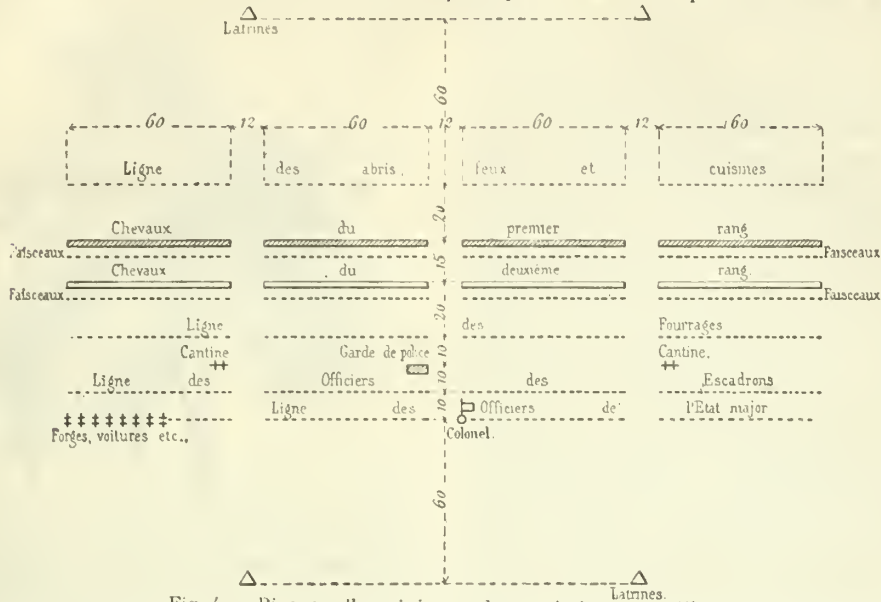 Latrines
60
60 12 60 12 60 12 60
Ligne des abris, feux et cuisines
20
Chevaux du premier rang
Faisceaux Faisceaux
15
Chevaux du deuxième rang.
Faisceaux Faisceaux
20
Ligne des Fourrages
10
Cantine Garde de police Cantine.
10
Ligne des Officiers des Escadrons
10
Ligne des Officiers de l'Etat major
Forges, voitures etc., Colonel.
60
Latrines.